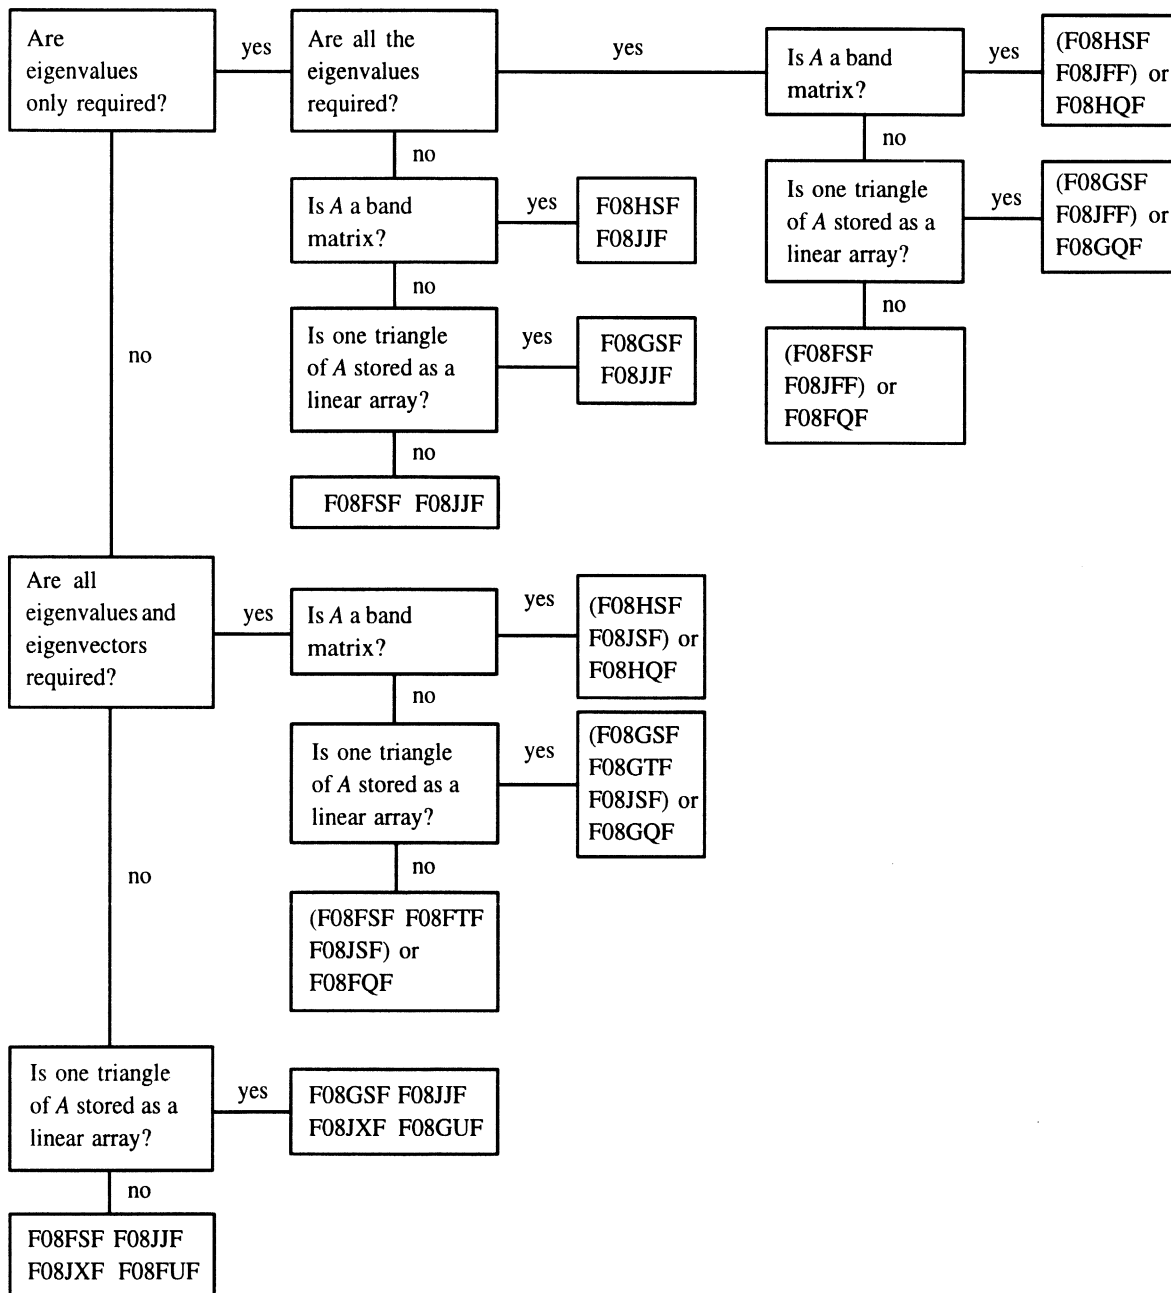 Are
eigenvalues
only required?
yes
Are all the
eigenvalues
required?
yes
Is A a band
matrix?
yes
(F08HSF
F08JFF) or
F08HQF
no
no
Is A a band
matrix?
yes
F08HSF
F08JJF
Is one triangle
of A stored as a
linear array?
yes
(F08GSF
F08JFF) or
F08GQF
no
no
Is one triangle
of A stored as a
linear array?
yes
F08GSF
F08JJF
(F08FSF
F08JFF) or
F08FQF
no
no
F08FSF F08JJF
Are all
eigenvalues and
eigenvectors
required?
yes
Is A a band
matrix?
yes
(F08HSF
F08JSF) or
F08HQF
no
Is one triangle
of A stored as a
linear array?
yes
(F08GSF
F08GTF
F08JSF) or
F08GQF
no
no
(F08FSF F08FTF
F08JSF) or
F08FQF
Is one triangle
of A stored as a
linear array?
yes
F08GSF F08JJF
F08JXF F08GUF
no
F08FSF F08JJF
F08JXF F08FUF